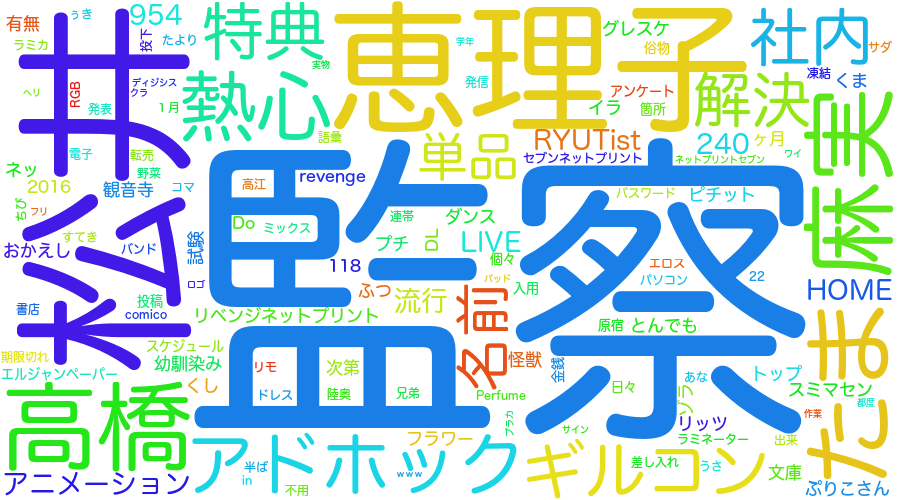 有無
954
ぅき
たより
投下
ラミカ
特典
恵理子
学年
グレスケ
俗物
社内
サダ
RGB
ディジシス
クラ
発信
実物
アンケート
凍結
くま
ヘリ
発表
1月
熱心
イラ
箇所
解決
松井
電子
転売
語彙
単品
RYUTist
240
ヶ月
ネッ
野菜
セブンネットプリント
ネットプリントセブン
ワイ
麻実
2016
観音寺
コマ
高江
revenge
監祭
パスワード
ピチット
ちび
フリ
Do
ミックス
連帯
ダンス
すてき
おかえし
バンド
試験
プチ
DL
LIVE
個々
エロス
118
パソコン
22
ロゴ
バッド
HOME
書店
comico
投稿
ふつ
流行
入用
名前
リベンジネットプリント
原宿
とんでも
たま
期限切れ
スケジュール
幼馴染み
怪獣
エルジャンペーパー
リモ
次第
金銭
日々
あな
トップ
くし
ドレス
陸奥
兄弟
Perfume
ゾラ
スミマセン
都度
高橋
プラカ
サイン
リッツ
作業
アドホック
フラワー
ギルコン
ラミネーター
出来
アニメーション
半ば
in
www
差し入れ
うさ
文庫
不用
ぷりこさん